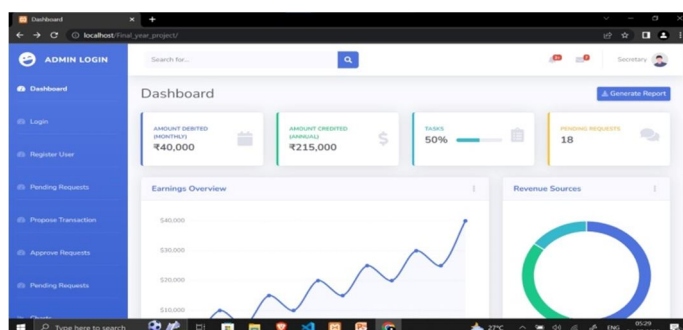 Dashboard
localhost/Final_year_project/
ADMIN LOGIN
Search for...
Secretary
Dashboard
Login
Register User
Pending Requests
Propose Transaction
Approve Requests
Pending Requests
Charts
Dashboard
Generate Report
AMOUNT DEBITED
(MONTHLY)
₹40,000
AMOUNT CREDITED
(ANNUAL)
₹215,000
TASKS
50%
PENDING REQUESTS
18
Earnings Overview
$40,000
$30,000
$20,000
$10,000
Revenue Sources
Type here to search
27°C
ENG
05:29